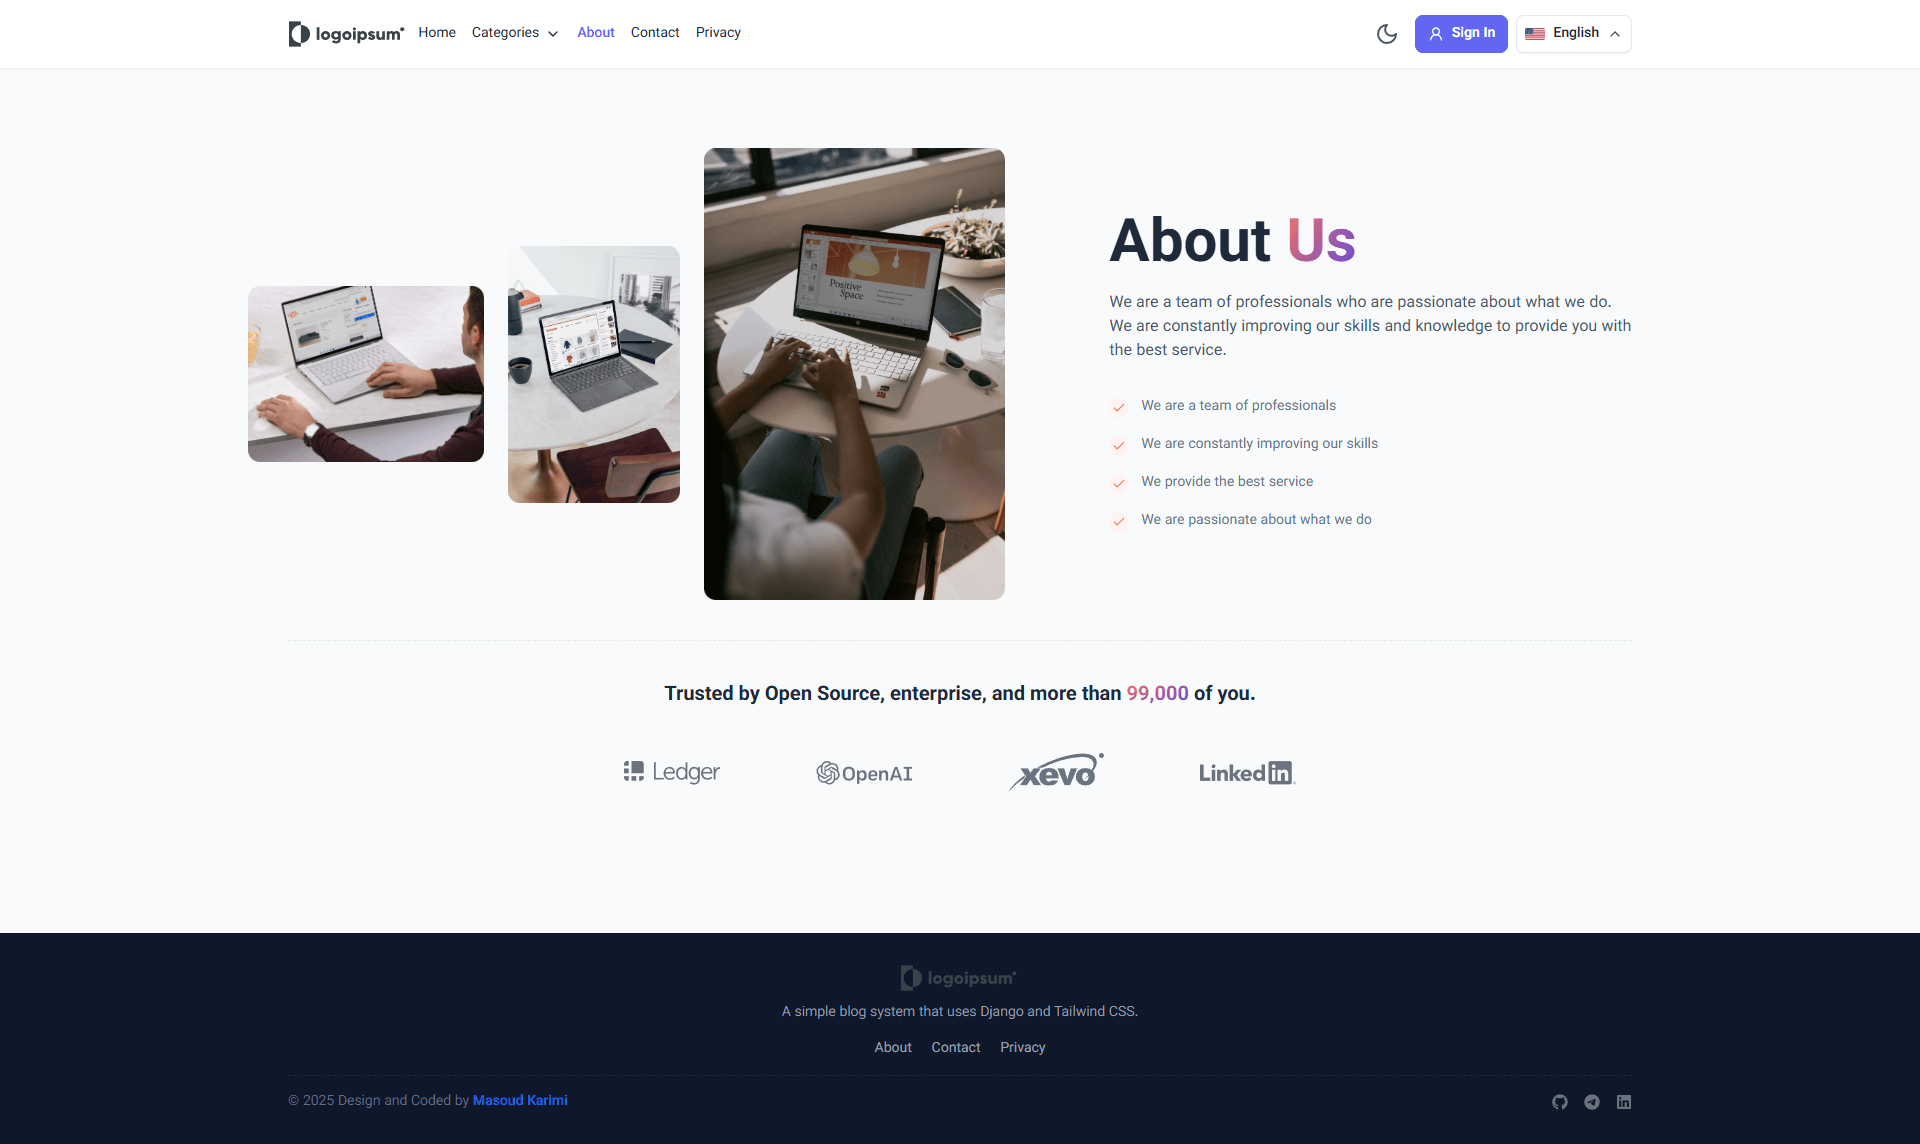 logoipsum
Home
Categories
About
Contact
Privacy
Sign In
English
Positive
Space
About Us
We are a team of professionals who are passionate about what we do.
We are constantly improving our skills and knowledge to provide you with
the best service.
We are a team of professionals
We are constantly improving our skills
We provide the best service
We are passionate about what we do
Trusted by Open Source, enterprise, and more than 99,000 of you.
Ledger
OpenAI
xevo
Linked in
logoipsum
A simple blog system that uses Django and Tailwind CSS.
About
Contact
Privacy
© 2025 Design and Coded by Masoud Karimi
in